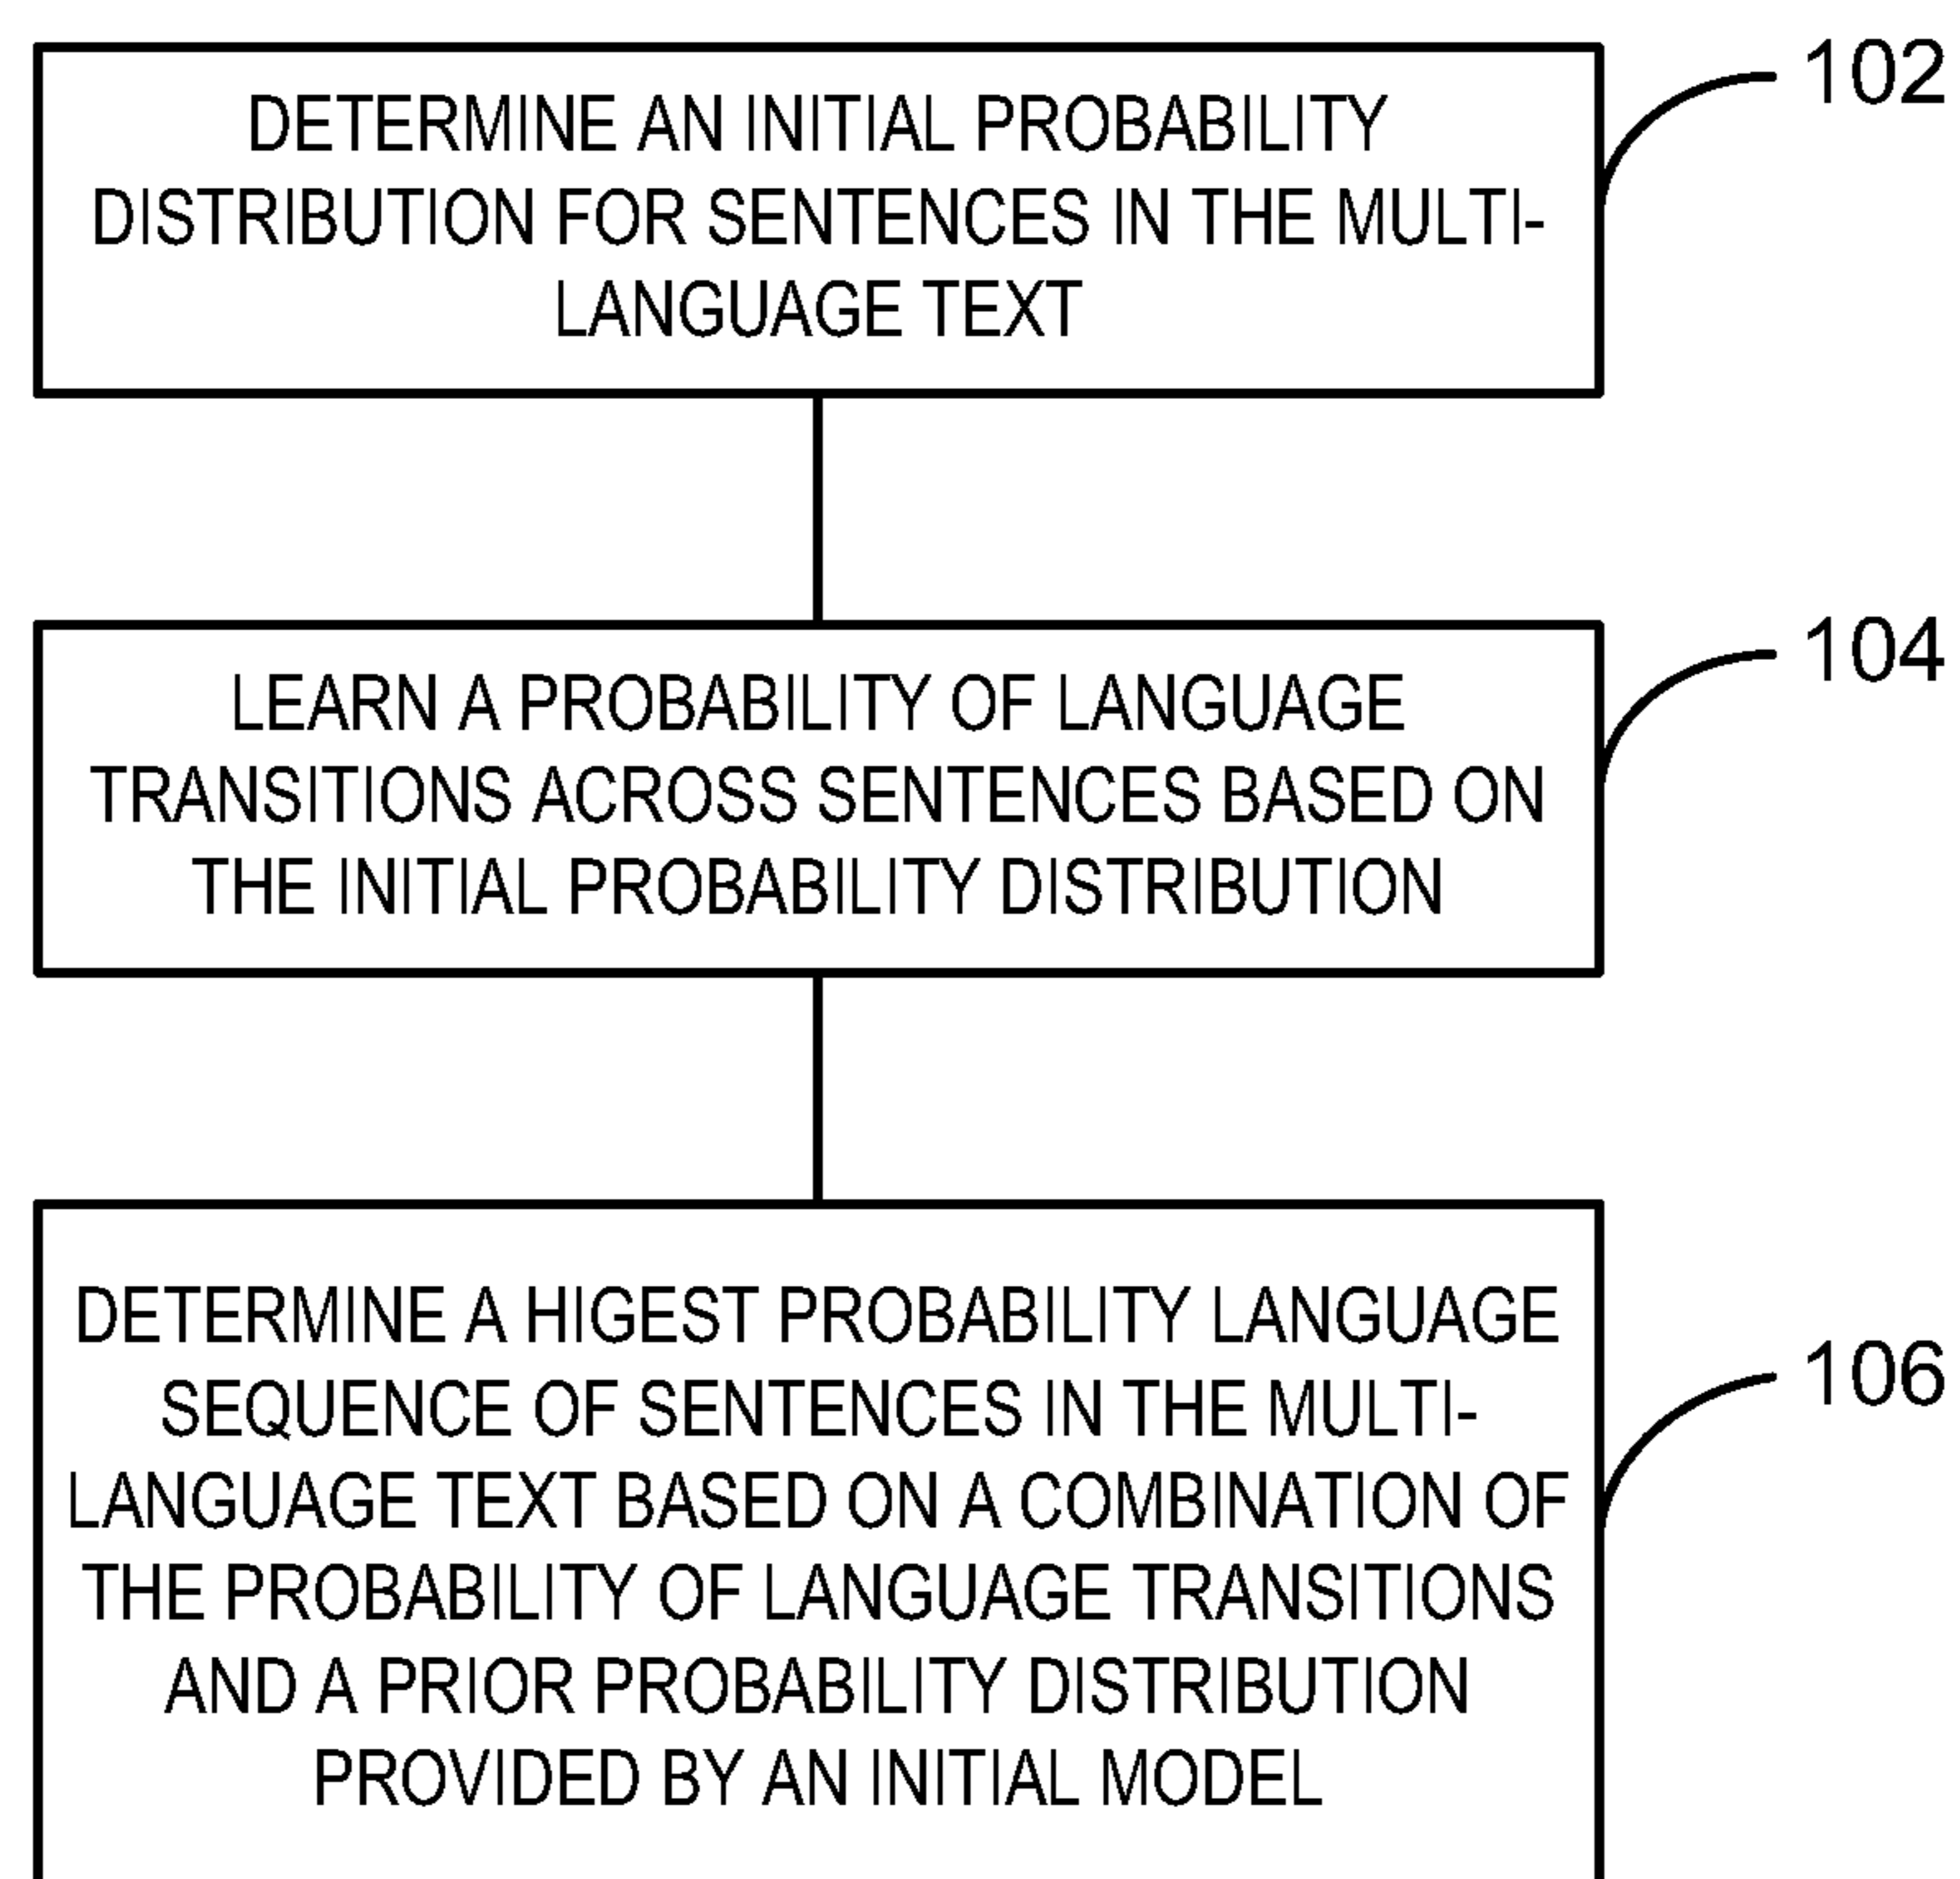 DETERMINE AN INITIAL PROBABILITY
DISTRIBUTION FOR SENTENCES IN THE MULTI-
LANGUAGE TEXT
102
LEARN A PROBABILITY OF LANGUAGE
TRANSITIONS ACROSS SENTENCES BASED ON
THE INITIAL PROBABILITY DISTRIBUTION
104
DETERMINE A HIGEST PROBABILITY LANGUAGE
SEQUENCE OF SENTENCES IN THE MULTI-
LANGUAGE TEXT BASED ON A COMBINATION OF
THE PROBABILITY OF LANGUAGE TRANSITIONS
AND A PRIOR PROBABILITY DISTRIBUTION
PROVIDED BY AN INITIAL MODEL
106